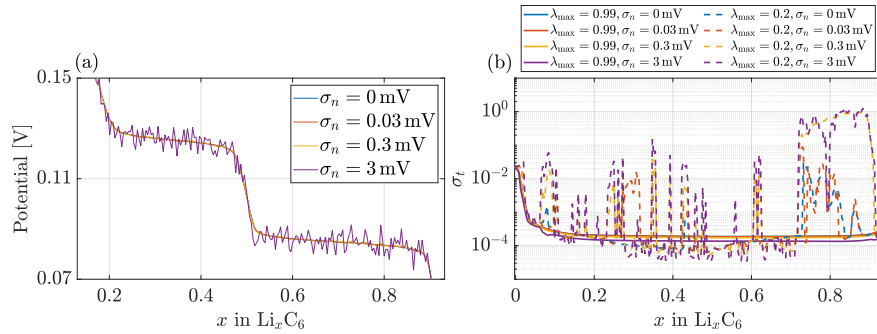 (a)
0.15
0.11
0.07
Potential [V]
σₙ = 0 mV
σₙ = 0.03 mV
σₙ = 0.3 mV
σₙ = 3 mV
0.2 0.4 0.6 0.8
x in LiₓC₆
λmax = 0.99, σₙ = 0 mV λmax = 0.2, σₙ = 0 mV
λmax = 0.99, σₙ = 0.03 mV λmax = 0.2, σₙ = 0.03 mV
λmax = 0.99, σₙ = 0.3 mV λmax = 0.2, σₙ = 0.3 mV
λmax = 0.99, σₙ = 3 mV λmax = 0.2, σₙ = 3 mV
(b)
10⁰
10⁻²
10⁻⁴
σₜ
0 0.2 0.4 0.6 0.8
x in LiₓC₆